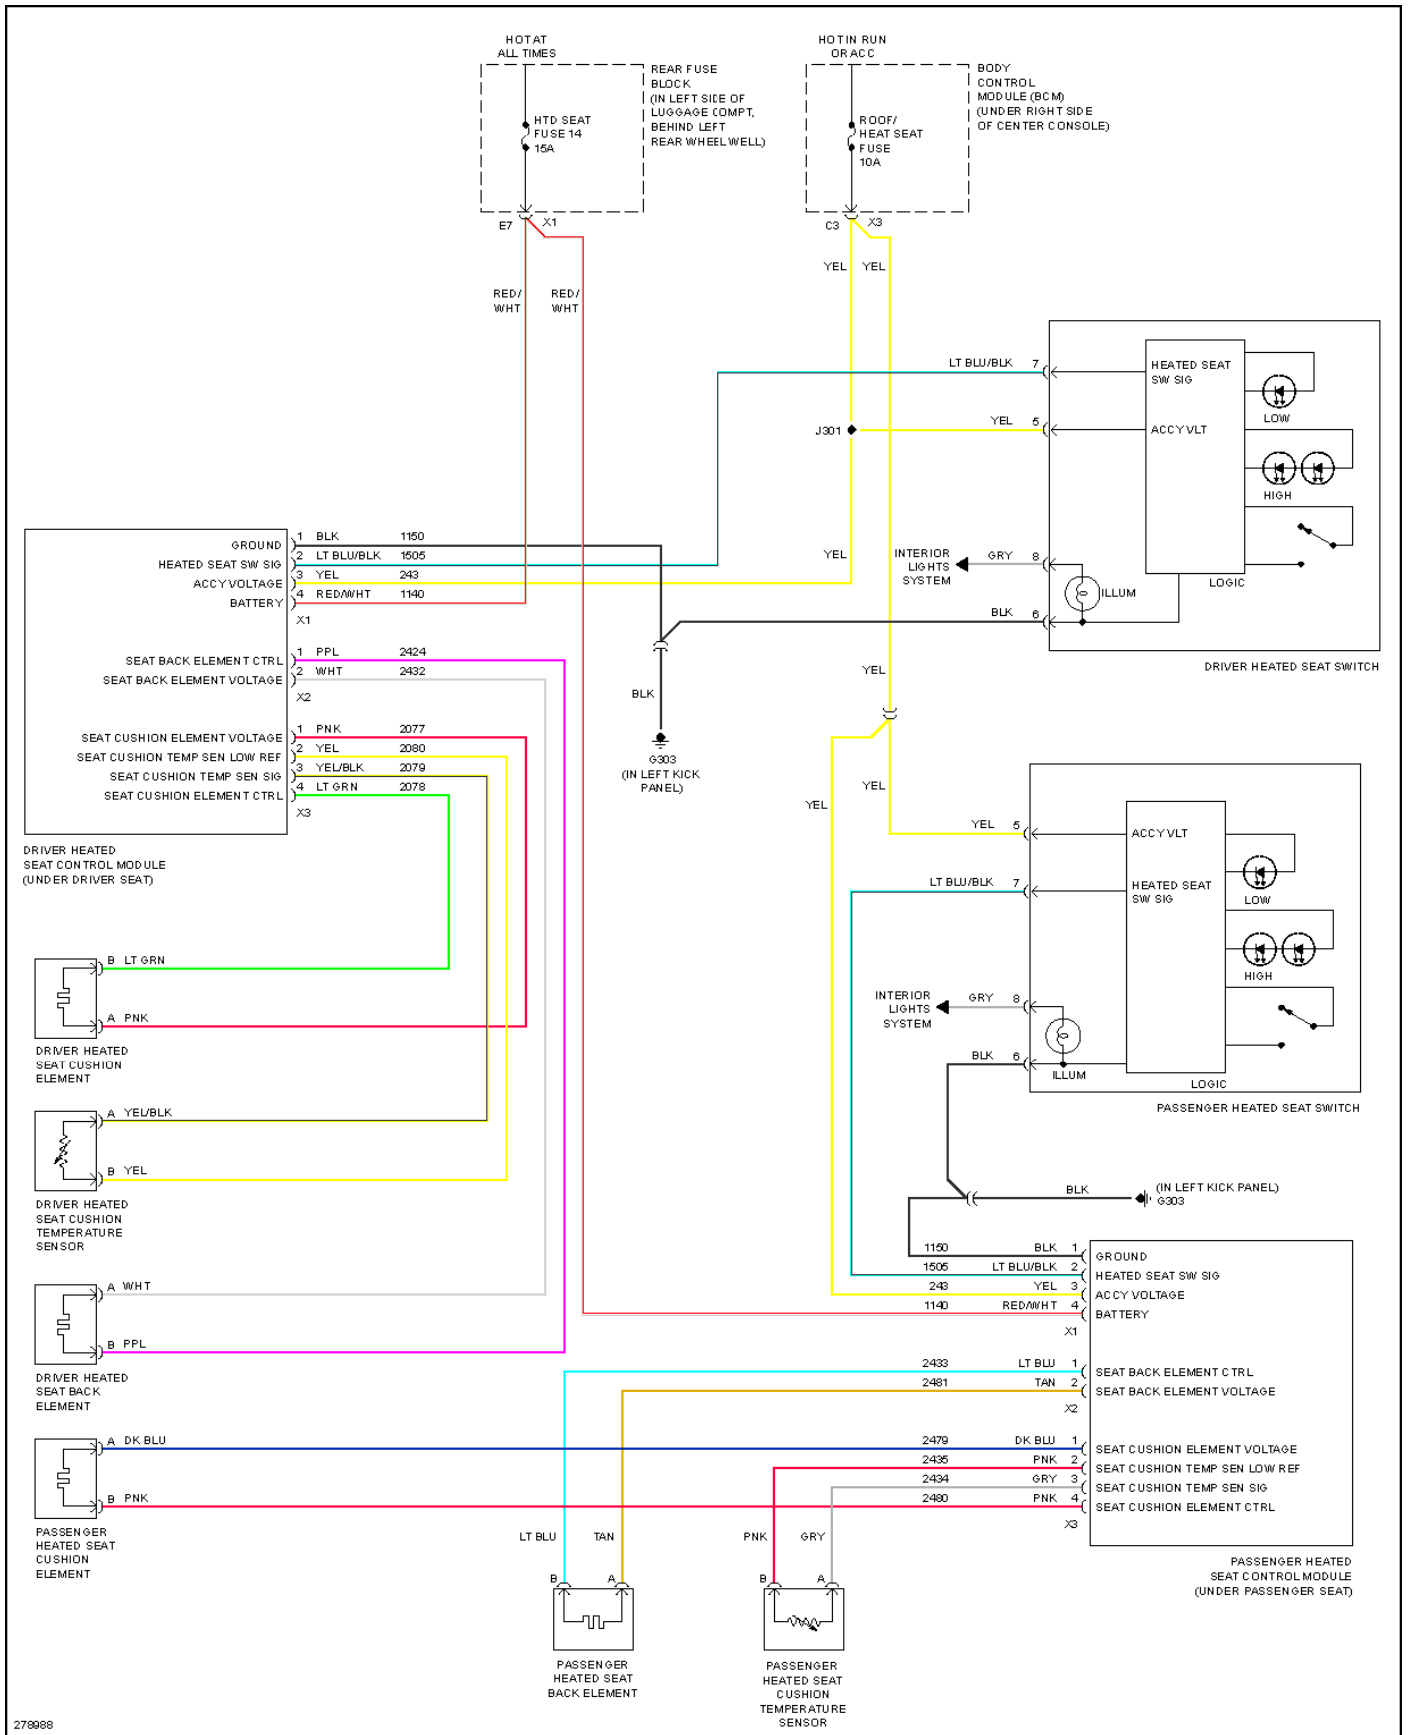 HOT AT
ALL TIMES
HOT IN RUN
OR ACC
REAR FUSE
BLOCK
(IN LEFT SIDE OF
LUGGAGE COMPT,
BEHIND LEFT
REAR WHEEL WELL)
HTD SEAT
FUSE 14
15A
BODY
CONTROL
MODULE (BCM)
(UNDER RIGHT SIDE
OF CENTER CONSOLE)
ROOF/
HEAT SEAT
FUSE
10A
E7
X1
C3
X3
YEL
YEL
RED/
WHT
RED/
WHT
LT BLU/BLK 7
HEATED SEAT
SW SIG
LOW
J301
YEL 5
ACCY VLT
HIGH
INTERIOR
LIGHTS
SYSTEM
GRY 8
ILLUM
LOGIC
BLK 6
DRIVER HEATED SEAT SWITCH
YEL
GROUND 1 BLK 1150
HEATED SEAT SW SIG 2 LT BLU/BLK 1505
ACCY VOLTAGE 3 YEL 243
BATTERY 4 RED/WHT 1140
X1
SEAT BACK ELEMENT CTRL 1 PPL 2424
SEAT BACK ELEMENT VOLTAGE 2 WHT 2432
X2
SEAT CUSHION ELEMENT VOLTAGE 1 PNK 2077
SEAT CUSHION TEMP SEN LOW REF 2 YEL 2080
SEAT CUSHION TEMP SEN SIG 3 YEL/BLK 2079
SEAT CUSHION ELEMENT CTRL 4 LT GRN 2078
X3
DRIVER HEATED
SEAT CONTROL MODULE
(UNDER DRIVER SEAT)
BLK
G303
(IN LEFT KICK
PANEL)
YEL
YEL
YEL
YEL 5
ACCY VLT
LT BLU/BLK 7
HEATED SEAT
SW SIG
LOW
HIGH
INTERIOR
LIGHTS
SYSTEM
GRY 8
BLK 6
ILLUM
LOGIC
PASSENGER HEATED SEAT SWITCH
B LT GRN
A PNK
DRIVER HEATED
SEAT CUSHION
ELEMENT
A YEL/BLK
B YEL
DRIVER HEATED
SEAT CUSHION
TEMPERATURE
SENSOR
A WHT
B PPL
DRIVER HEATED
SEAT BACK
ELEMENT
A DK BLU
B PNK
PASSENGER
HEATED SEAT
CUSHION
ELEMENT
BLK
(IN LEFT KICK PANEL)
G303
1150 BLK 1 GROUND
1505 LT BLU/BLK 2 HEATED SEAT SW SIG
243 YEL 3 ACCY VOLTAGE
1140 RED/WHT 4 BATTERY
X1
2433 LT BLU 1 SEAT BACK ELEMENT CTRL
2481 TAN 2 SEAT BACK ELEMENT VOLTAGE
X2
2479 DK BLU 1 SEAT CUSHION ELEMENT VOLTAGE
2435 PNK 2 SEAT CUSHION TEMP SEN LOW REF
2434 GRY 3 SEAT CUSHION TEMP SEN SIG
2480 PNK 4 SEAT CUSHION ELEMENT CTRL
X3
PASSENGER HEATED
SEAT CONTROL MODULE
(UNDER PASSENGER SEAT)
LT BLU
TAN
PNK
GRY
B
A
B
A
PASSENGER
HEATED SEAT
BACK ELEMENT
PASSENGER
HEATED SEAT
CUSHION
TEMPERATURE
SENSOR
278988